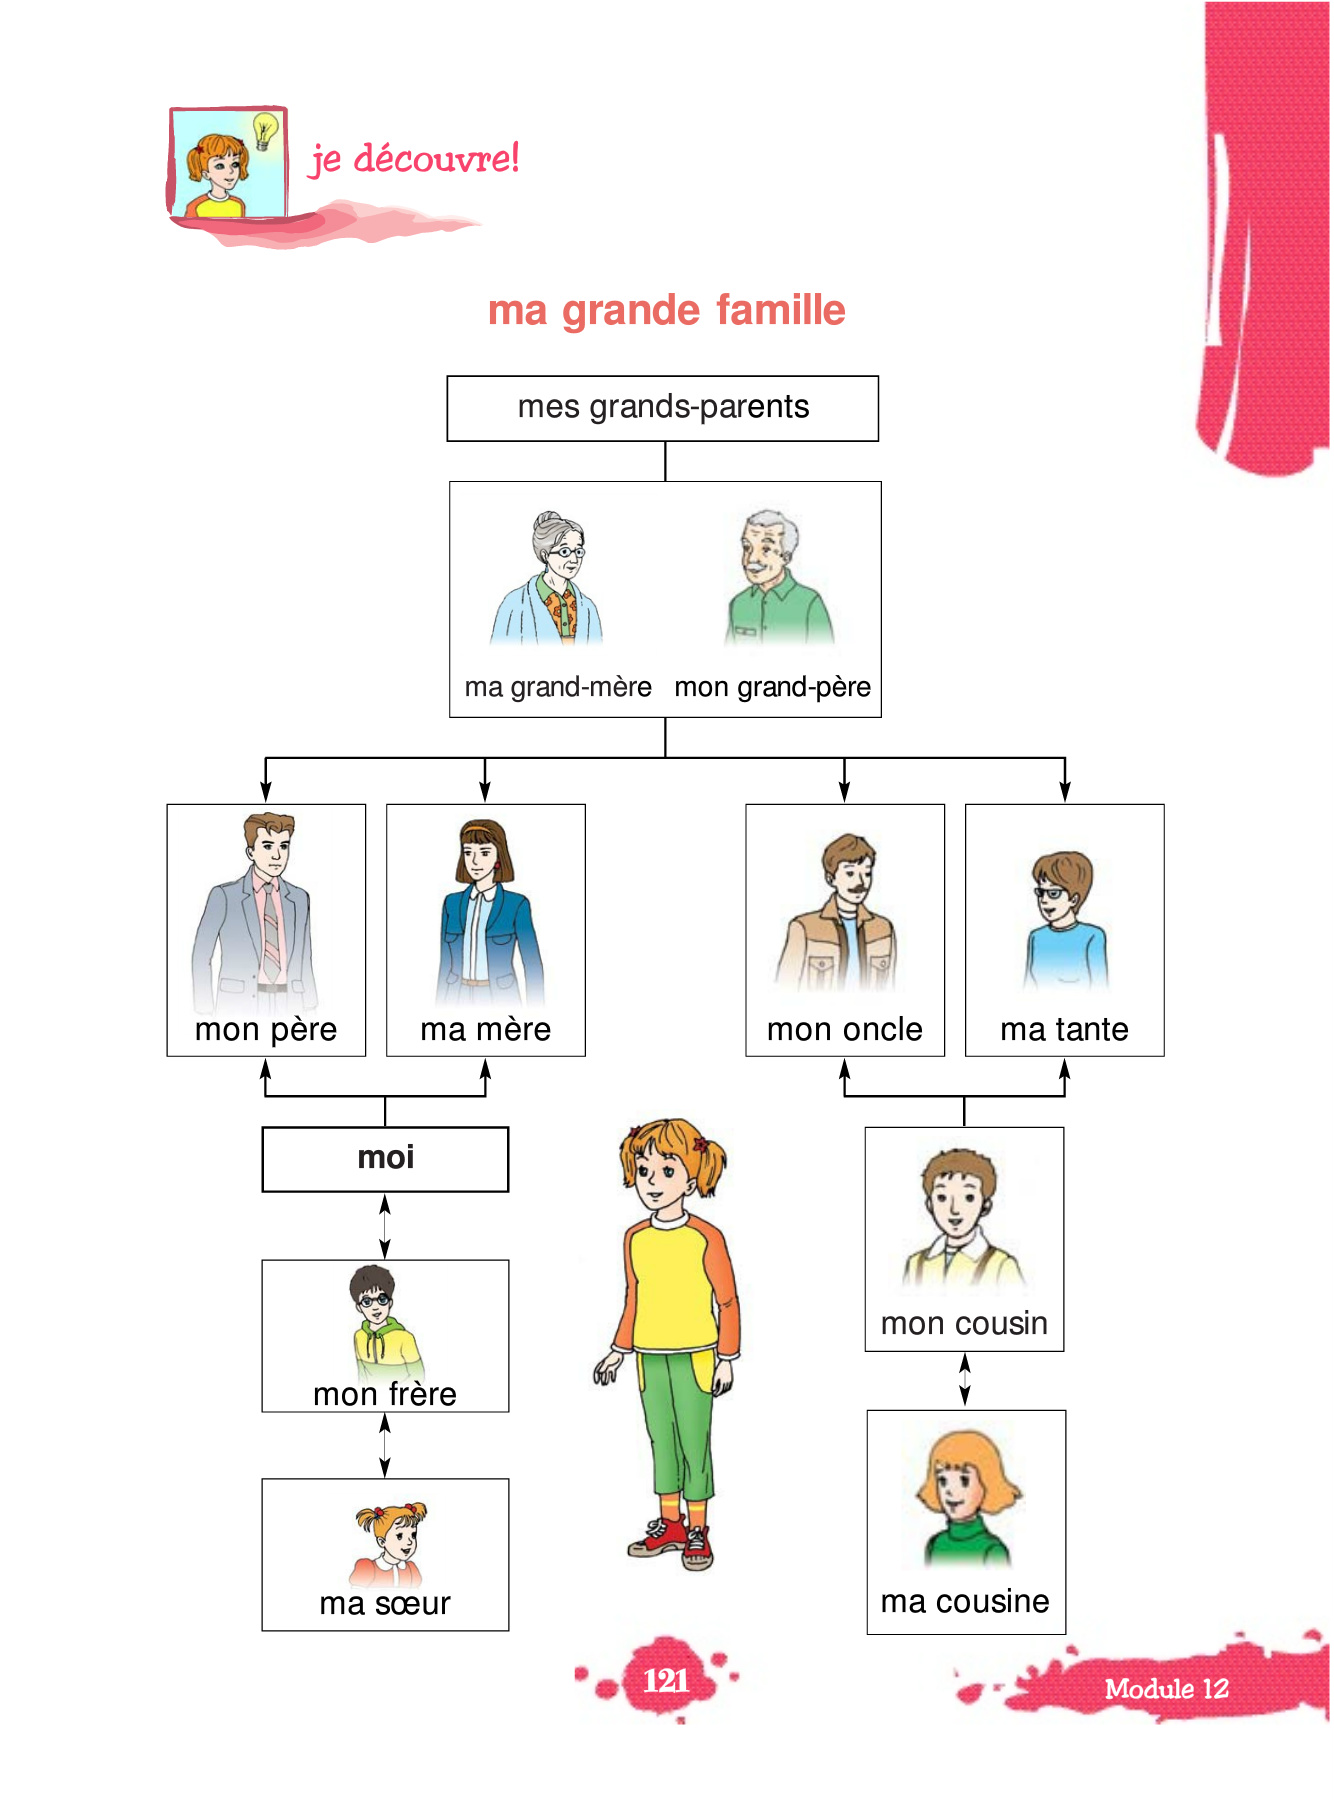 je découvre!
ma grande famille
mes grands-parents
ma grand-mère mon grand-père
mon père ma mère mon oncle ma tante
moi
mon frère
mon cousin
ma sœur
ma cousine
121
Module 12